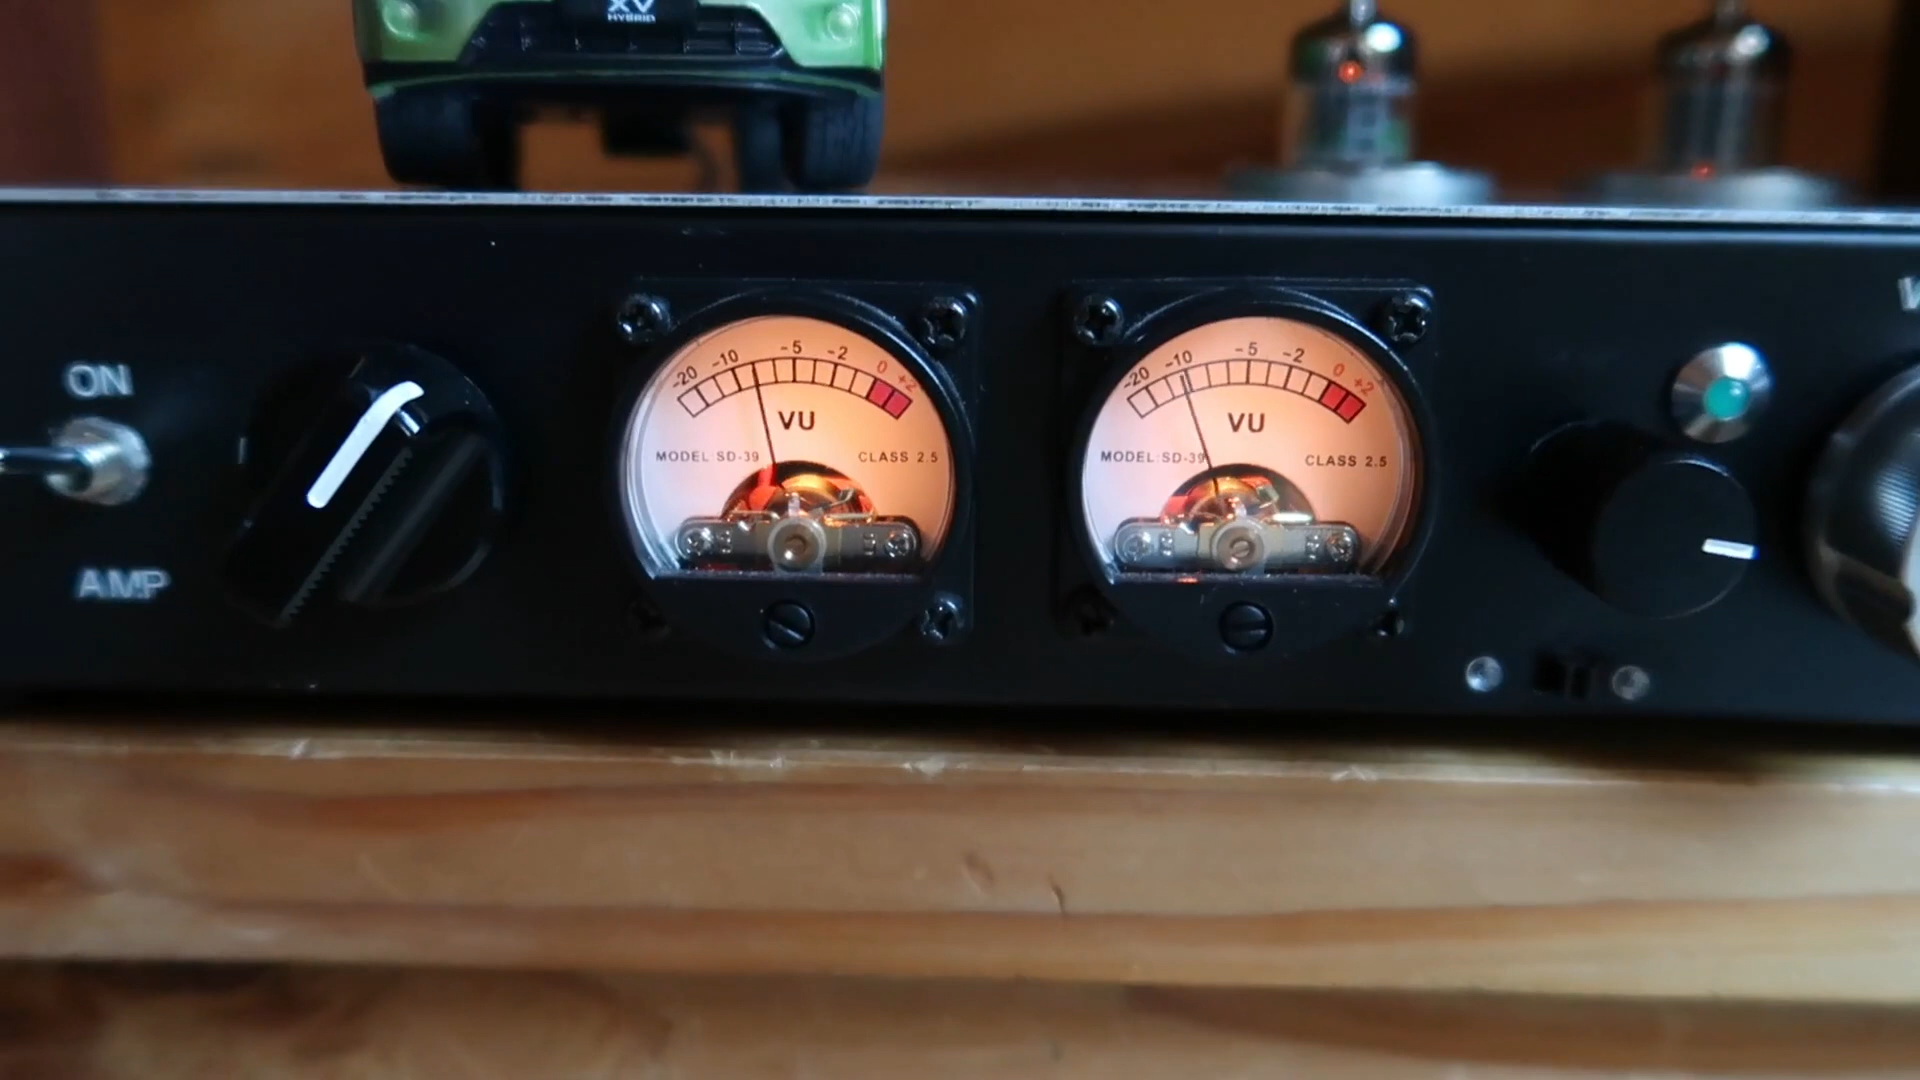 XV
HYBRID
ON
AMP
-20 -10 -5 -2 0 +2
VU
MODEL SD-39 CLASS 2.5
-20 -10 -5 -2 0 +2
VU
MODEL:SD-39 CLASS 2.5